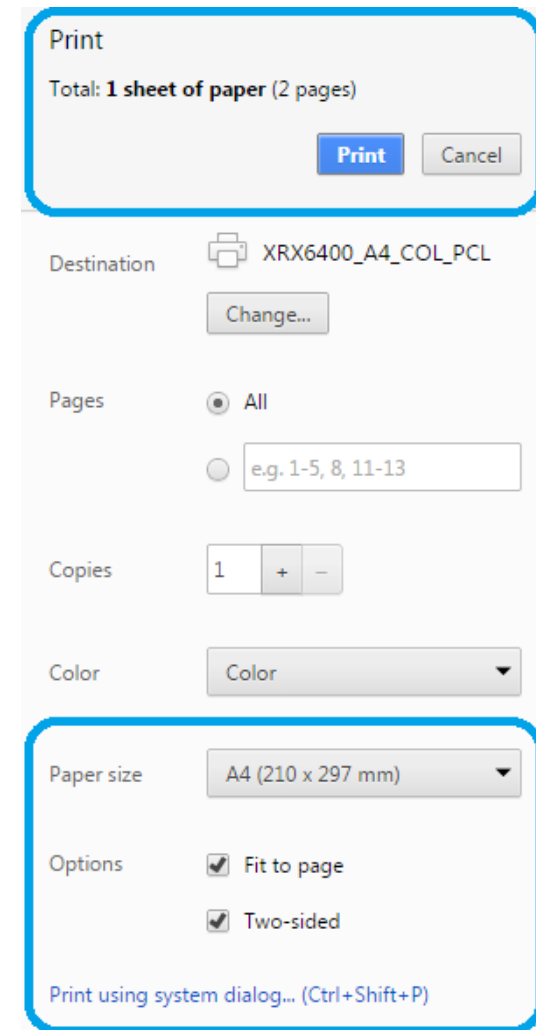 Print
Total: 1 sheet of paper (2 pages)
Print Cancel
Destination XRX6400_A4_COL_PCL
Change...
Pages All
e.g. 1-5, 8, 11-13
Copies 1 + –
Color Color
Paper size A4 (210 x 297 mm)
Options Fit to page
Two-sided
Print using system dialog... (Ctrl+Shift+P)